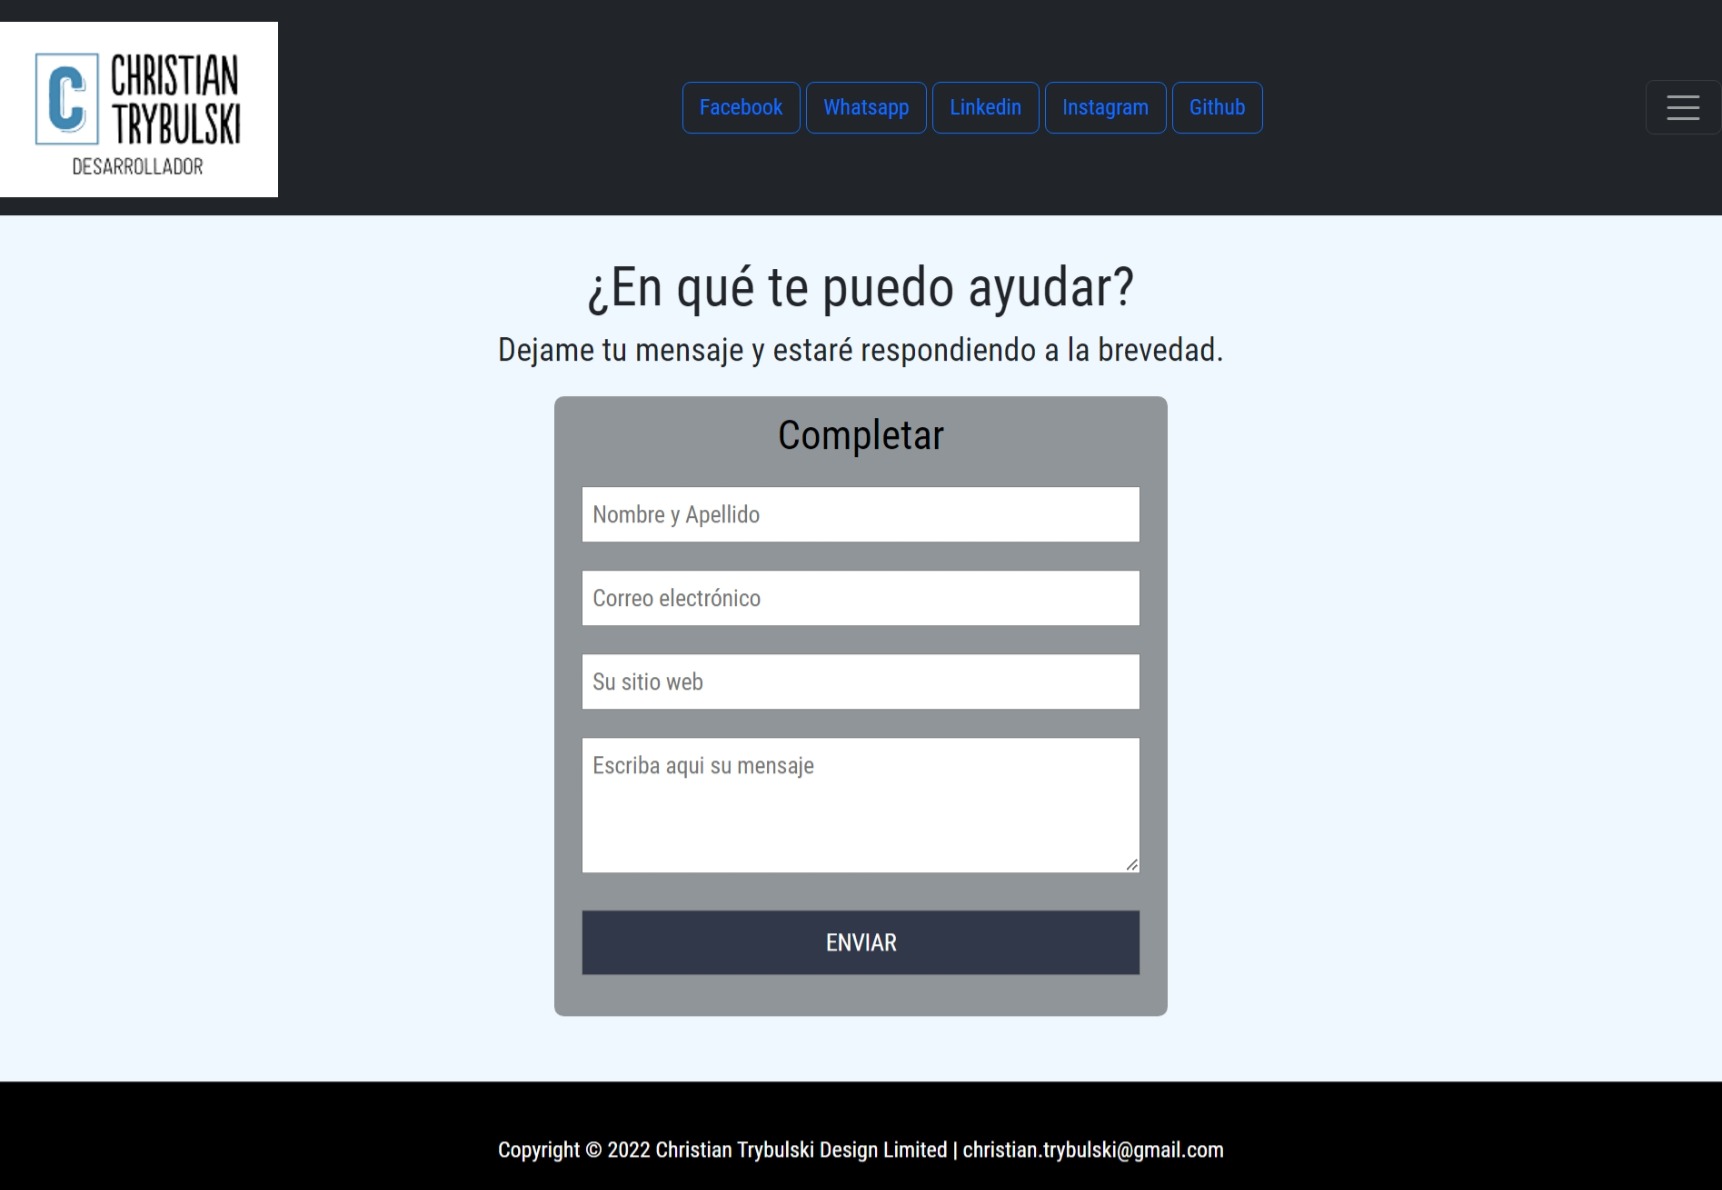 C CHRISTIAN
TRYBULSKI
DESARROLLADOR
Facebook Whatsapp Linkedin Instagram Github
¿En qué te puedo ayudar?
Dejame tu mensaje y estaré respondiendo a la brevedad.
Completar
Nombre y Apellido
Correo electrónico
Su sitio web
Escriba aqui su mensaje
ENVIAR
Copyright © 2022 Christian Trybulski Design Limited | christian.trybulski@gmail.com